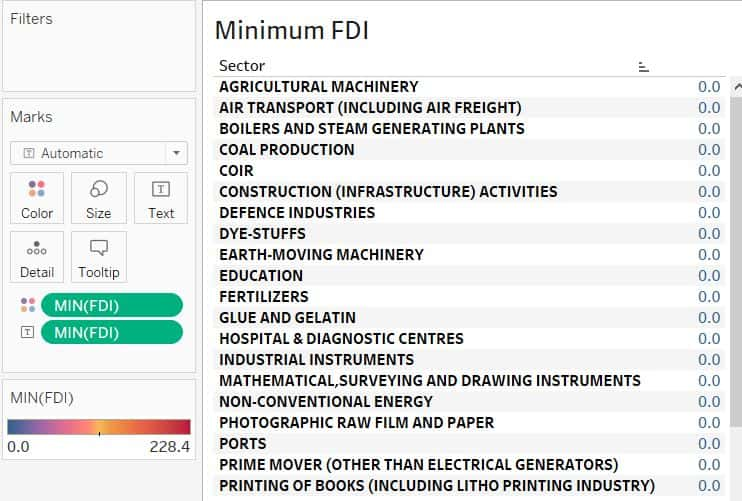 Filters
Marks
T Automatic
Color Size Text
T
Detail Tooltip
MIN(FDI)
T MIN(FDI)
MIN(FDI)
0.0 228.4
Minimum FDI
Sector
AGRICULTURAL MACHINERY 0.0
AIR TRANSPORT (INCLUDING AIR FREIGHT) 0.0
BOILERS AND STEAM GENERATING PLANTS 0.0
COAL PRODUCTION 0.0
COIR 0.0
CONSTRUCTION (INFRASTRUCTURE) ACTIVITIES 0.0
DEFENCE INDUSTRIES 0.0
DYE-STUFFS 0.0
EARTH-MOVING MACHINERY 0.0
EDUCATION 0.0
FERTILIZERS 0.0
GLUE AND GELATIN 0.0
HOSPITAL & DIAGNOSTIC CENTRES 0.0
INDUSTRIAL INSTRUMENTS 0.0
MATHEMATICAL,SURVEYING AND DRAWING INSTRUMENTS 0.0
NON-CONVENTIONAL ENERGY 0.0
PHOTOGRAPHIC RAW FILM AND PAPER 0.0
PORTS 0.0
PRIME MOVER (OTHER THAN ELECTRICAL GENERATORS) 0.0
PRINTING OF BOOKS (INCLUDING LITHO PRINTING INDUSTRY) 0.0